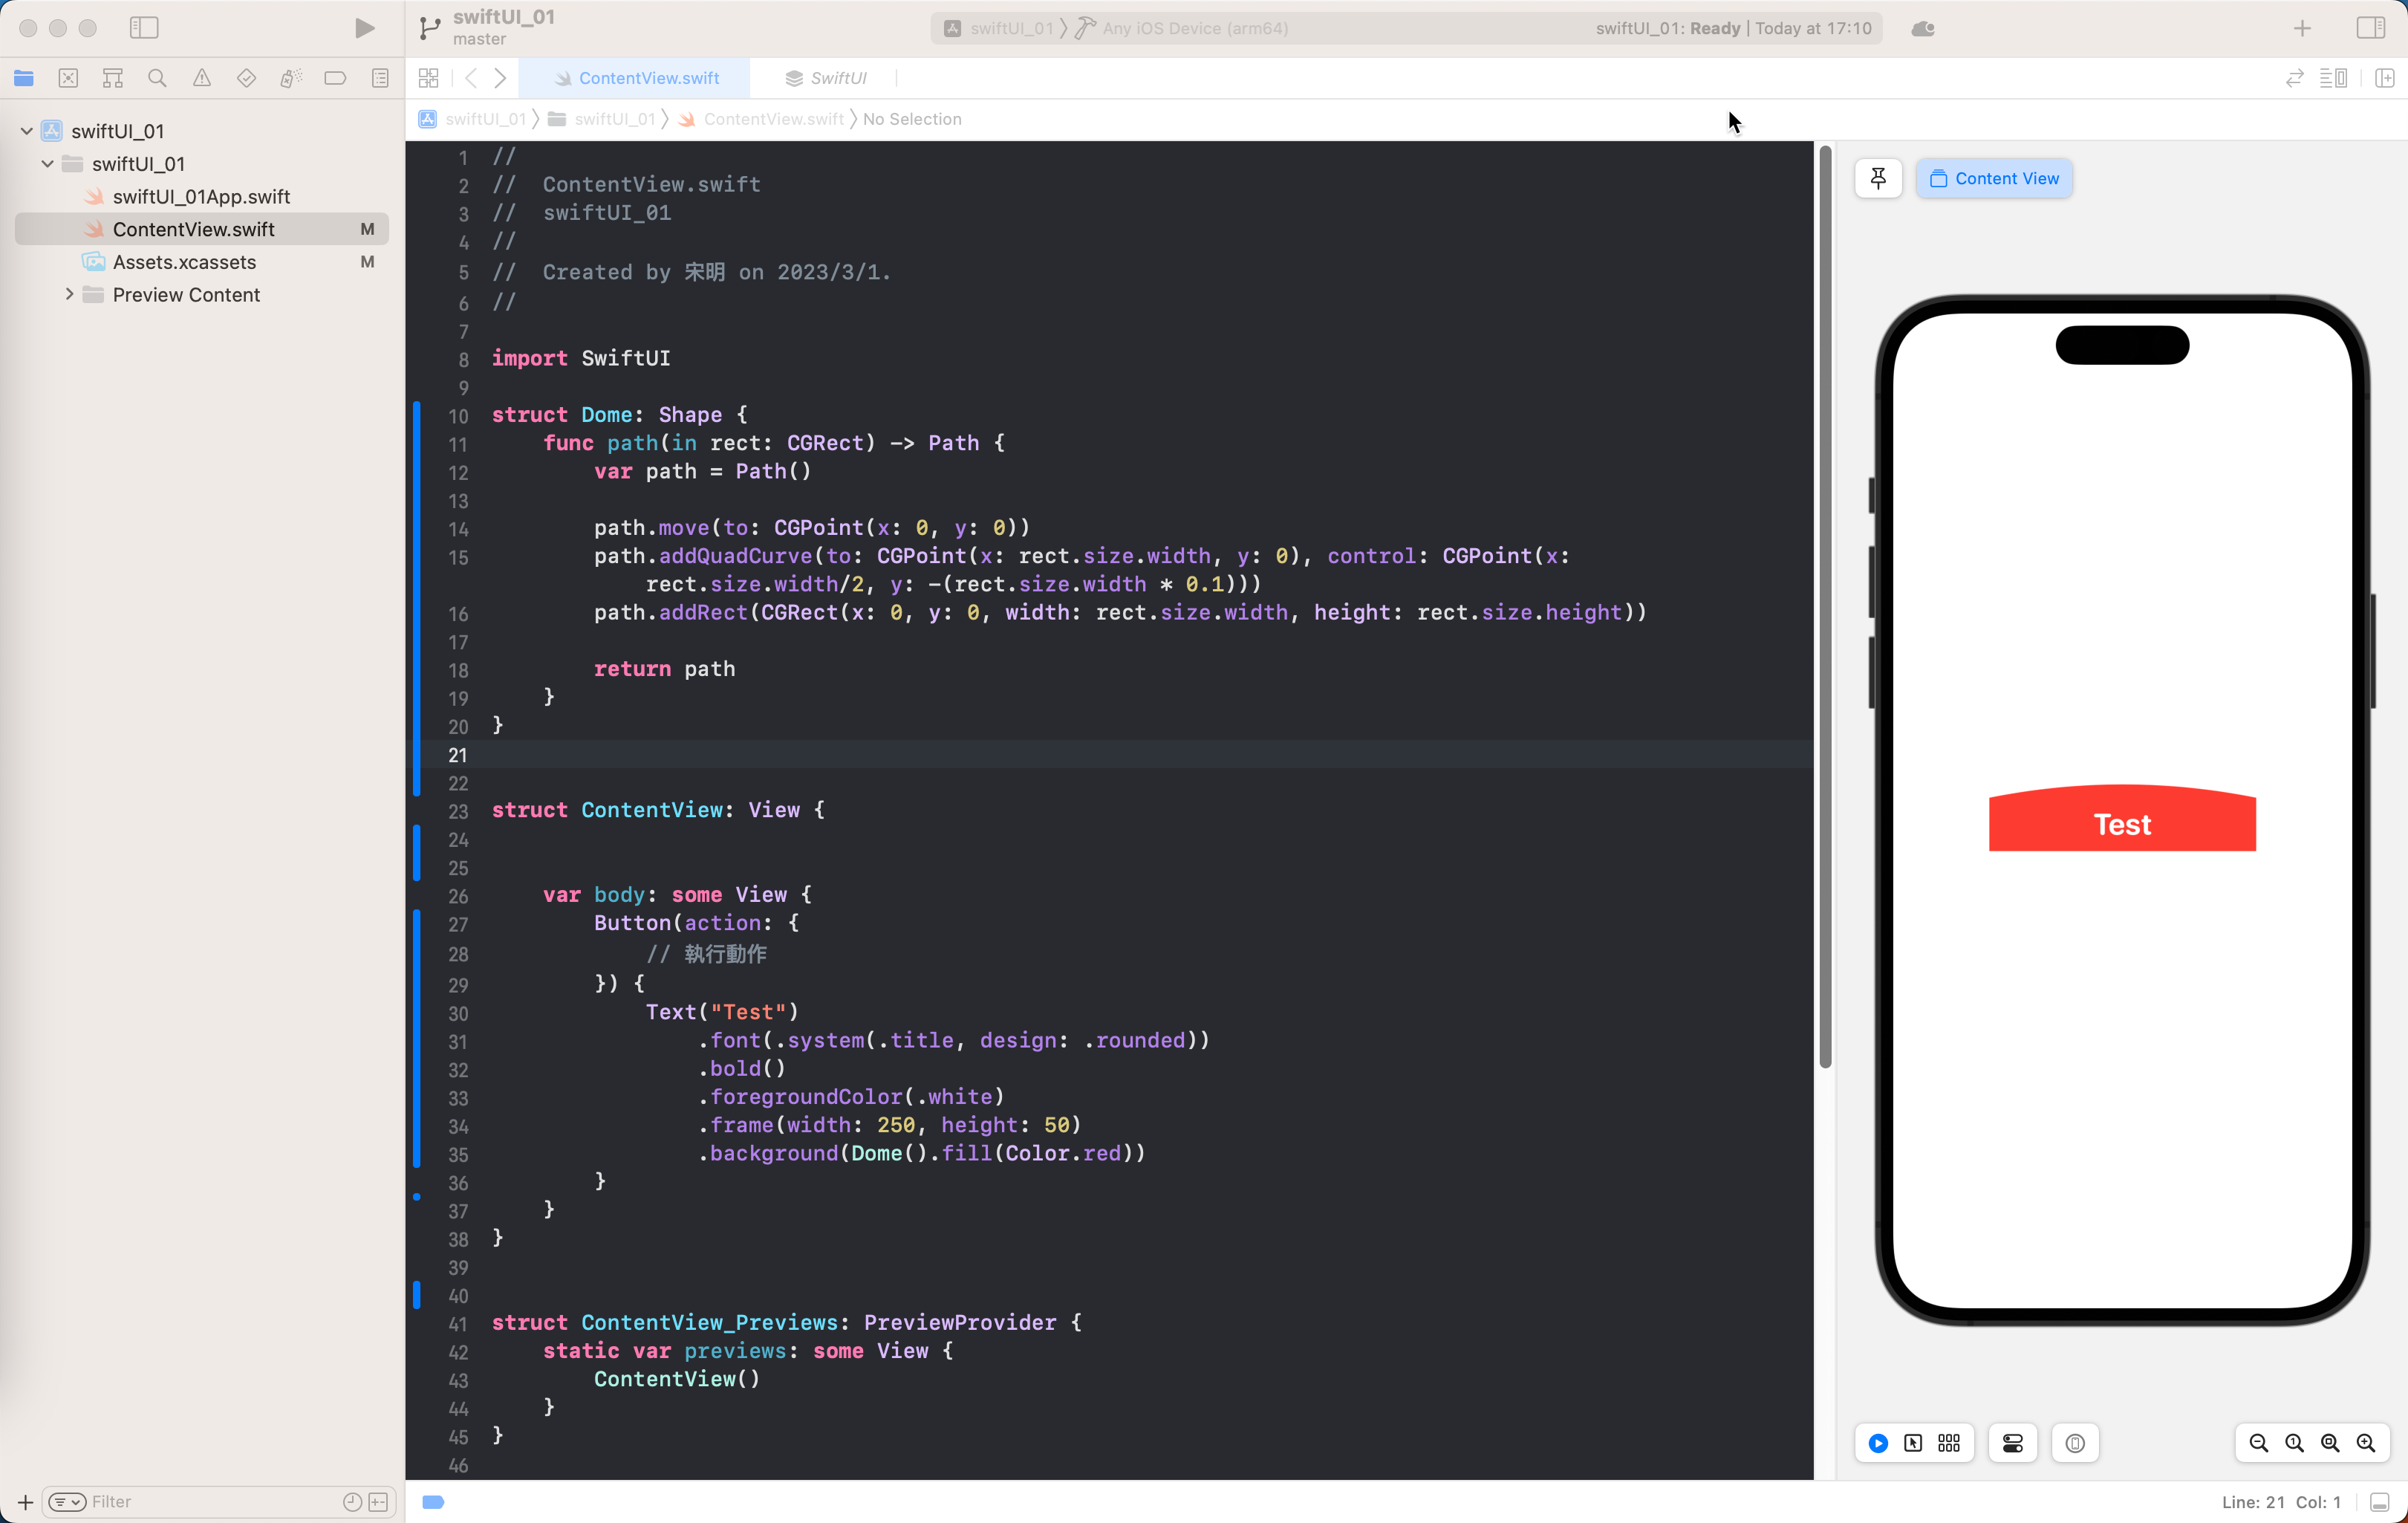 swiftUI_01
master
swiftUI_01 〉 Any iOS Device (arm64)
swiftUI_01: Ready | Today at 17:10
ContentView.swift
SwiftUI
swiftUI_01 〉 swiftUI_01 〉 ContentView.swift 〉 No Selection
swiftUI_01
swiftUI_01
swiftUI_01App.swift
ContentView.swift M
Assets.xcassets M
Preview Content
1 //
2 //  ContentView.swift
3 //  swiftUI_01
4 //
5 //  Created by 宋明 on 2023/3/1.
6 //
7
8 import SwiftUI
9
10 struct Dome: Shape {
11     func path(in rect: CGRect) -> Path {
12         var path = Path()
13
14         path.move(to: CGPoint(x: 0, y: 0))
15         path.addQuadCurve(to: CGPoint(x: rect.size.width, y: 0), control: CGPoint(x:
rect.size.width/2, y: -(rect.size.width * 0.1)))
16         path.addRect(CGRect(x: 0, y: 0, width: rect.size.width, height: rect.size.height))
17
18         return path
19     }
20 }
21
22
23 struct ContentView: View {
24
25
26     var body: some View {
27         Button(action: {
28             // 執行動作
29         }) {
30             Text("Test")
31                 .font(.system(.title, design: .rounded))
32                 .bold()
33                 .foregroundColor(.white)
34                 .frame(width: 250, height: 50)
35                 .background(Dome().fill(Color.red))
36         }
37     }
38 }
39
40
41 struct ContentView_Previews: PreviewProvider {
42     static var previews: some View {
43         ContentView()
44     }
45 }
46
Content View
Test
Filter
Line: 21 Col: 1